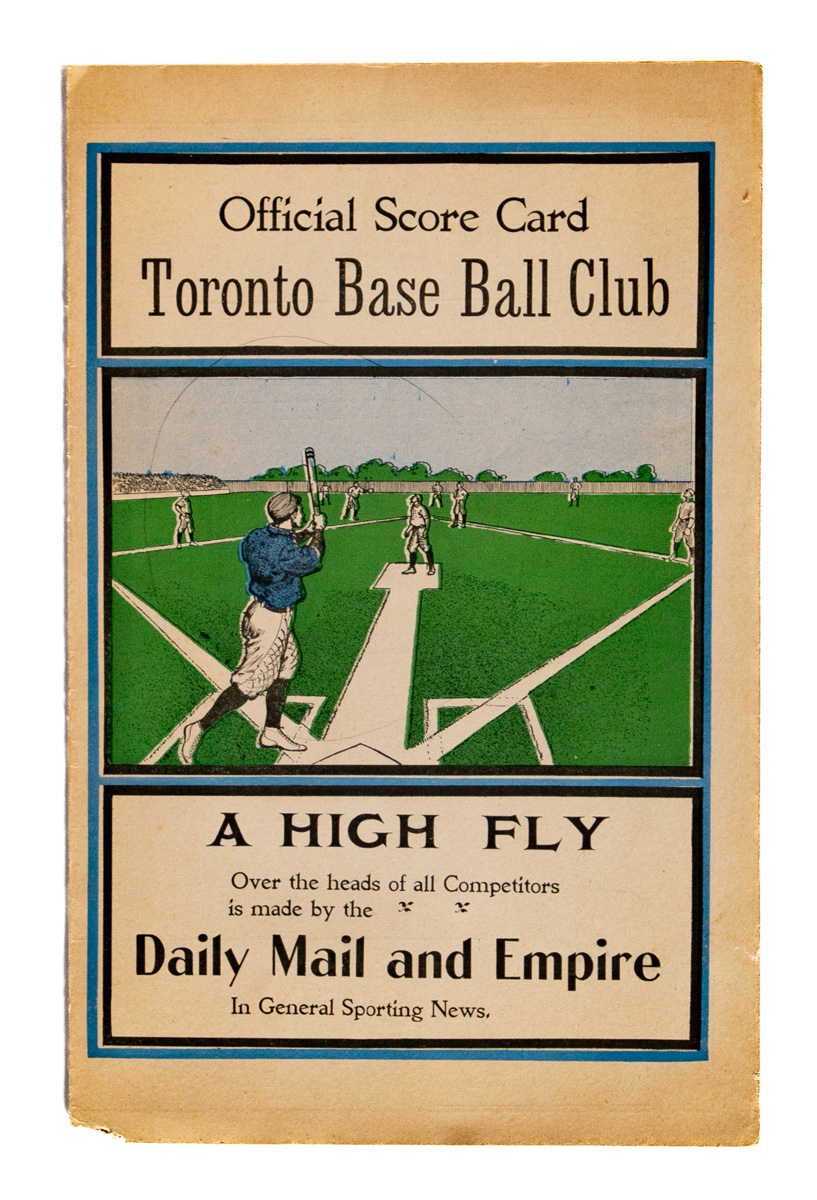 Official Score Card
Toronto Base Ball Club
A HIGH FLY
Over the heads of all Competitors
is made by the
Daily Mail and Empire
In General Sporting News.